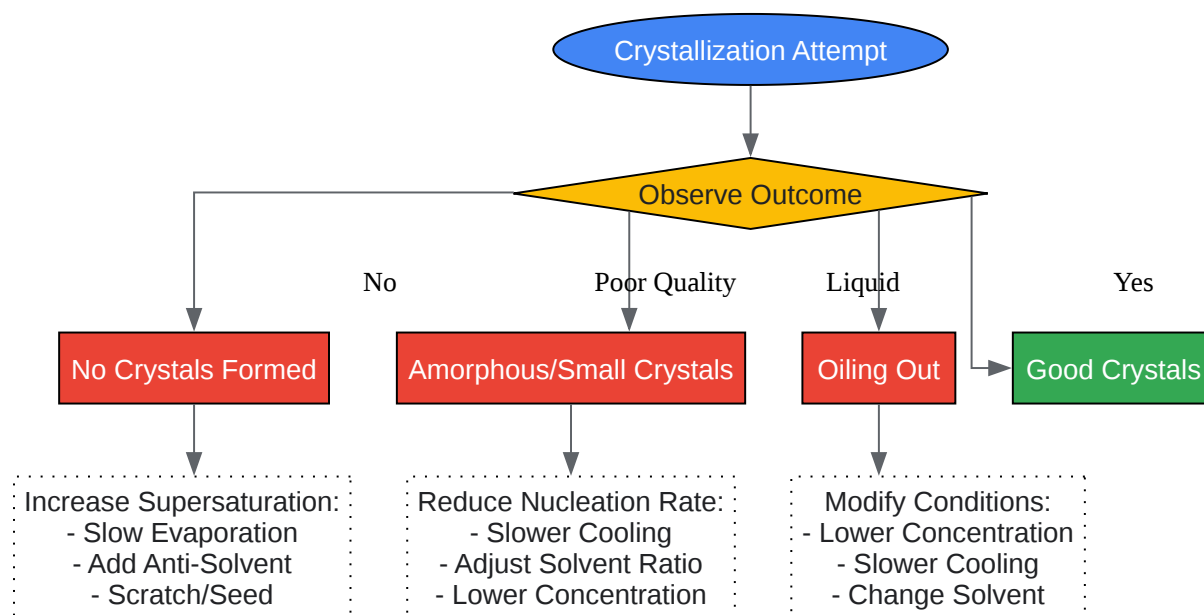 Crystallization Attempt
Observe Outcome
No
Poor Quality
Liquid
Yes
No Crystals Formed
Amorphous/Small Crystals
Oiling Out
Good Crystals
Increase Supersaturation:
- Slow Evaporation
- Add Anti-Solvent
- Scratch/Seed
Reduce Nucleation Rate:
- Slower Cooling
- Adjust Solvent Ratio
- Lower Concentration
Modify Conditions:
- Lower Concentration
- Slower Cooling
- Change Solvent